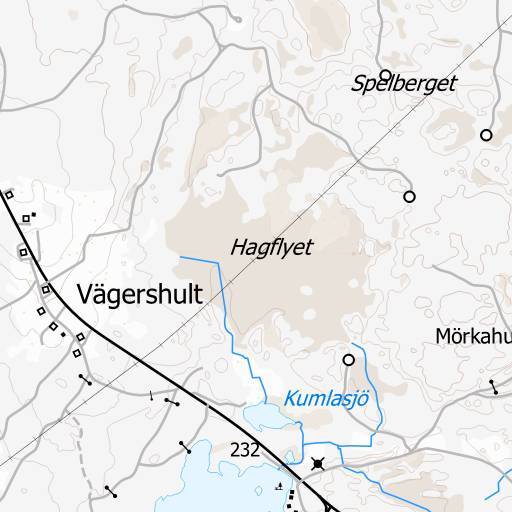 Spelberget
Hagflyet
Vägershult
Mörkahu
Kumlasjö
232